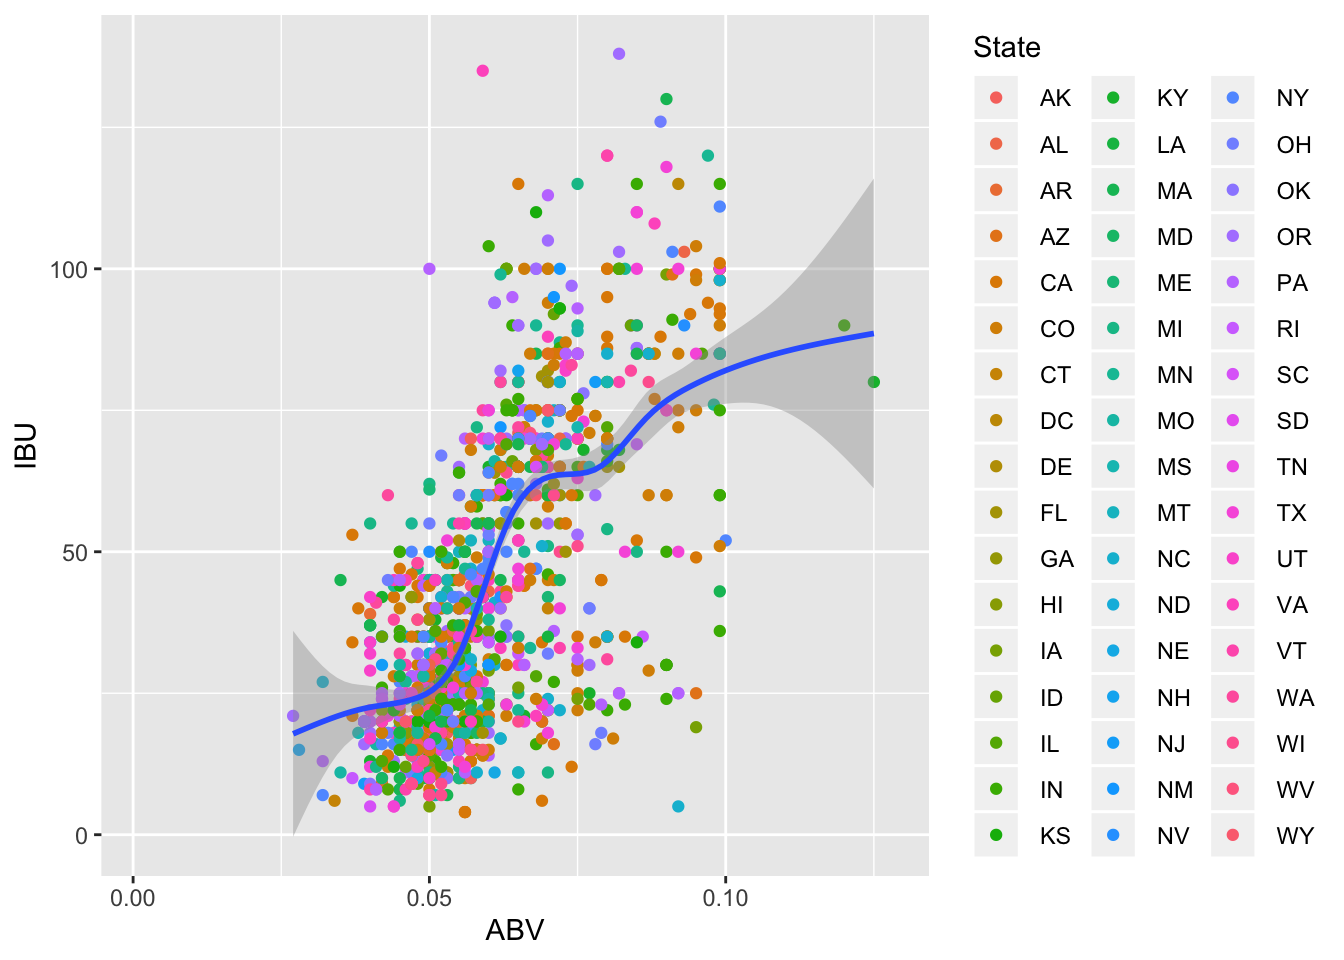 State
AK KY NY
AL LA OH
AR MA OK
AZ MD OR
CA ME PA
CO MI RI
CT MN SC
DC MO SD
DE MS TN
FL MT TX
GA NC UT
HI ND VA
IA NE VT
ID NH WA
IL NJ WI
IN NM WV
KS NV WY
IBU
100
50
0
0.00 0.05 0.10
ABV